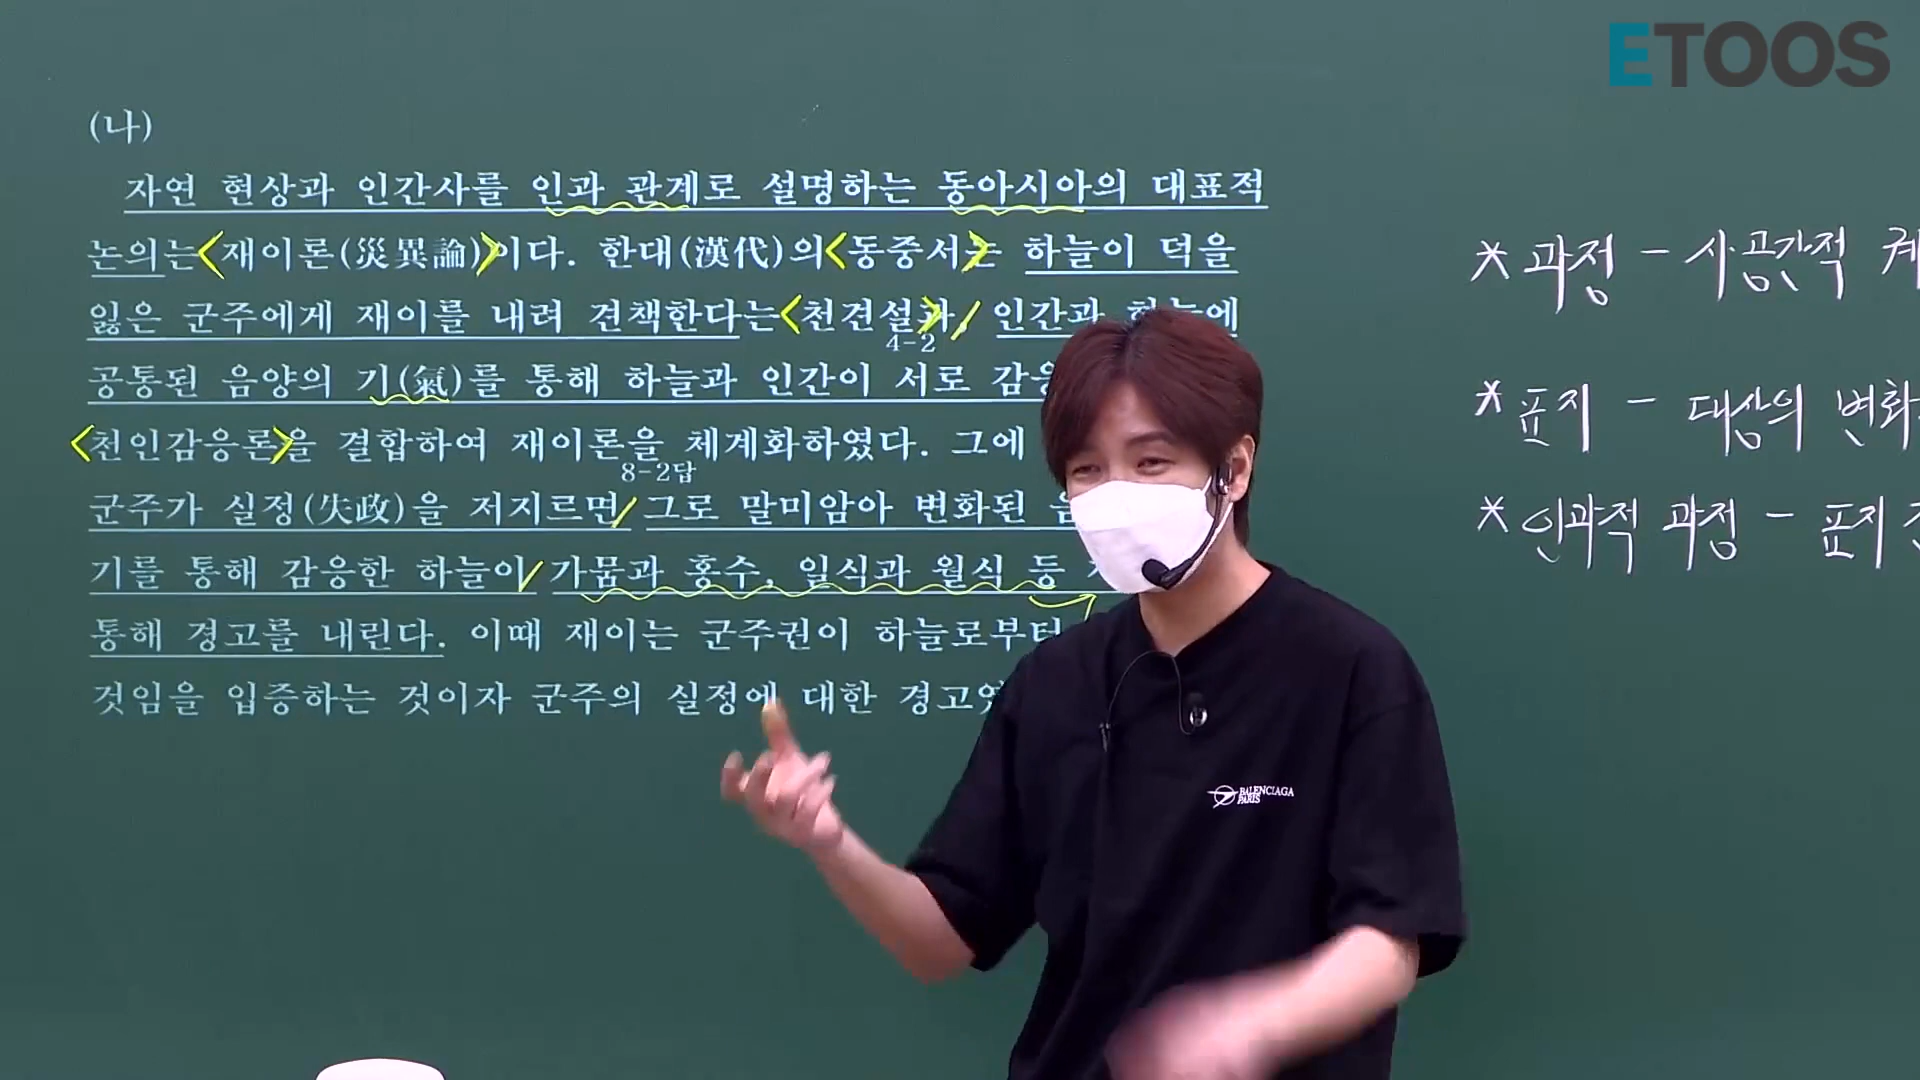 ETOOS
(나)
자연 현상과 인간사를 인과 관계로 설명하는 동아시아의 대표적
논의는<재이론(災異論)>이다. 한대(漢代)의<동중서>는 하늘이 덕을
잃은 군주에게 재이를 내려 견책한다는<천견설>과, / 인간과 하늘에
4-2
공통된 음양의 기(氣)를 통해 하늘과 인간이 서로
<천인감응론>을 결합하여 재이론을 체계화하였다. 그에
8-2답
군주가 실정(失政)을 저지르면/ 그로 말미암아 변화된
기를 통해 감응한 하늘이/ 가뭄과 홍수, 일식과 월식 등
통해 경고를 내린다. 이때 재이는 군주권이 하늘로부터
것임을 입증하는 것이자 군주의 실정에 대한
* 과정 - 시공간적
* 표지 - 대상의 변화
* 인과적 과정 - 표지
BALENCIAGA
PARIS